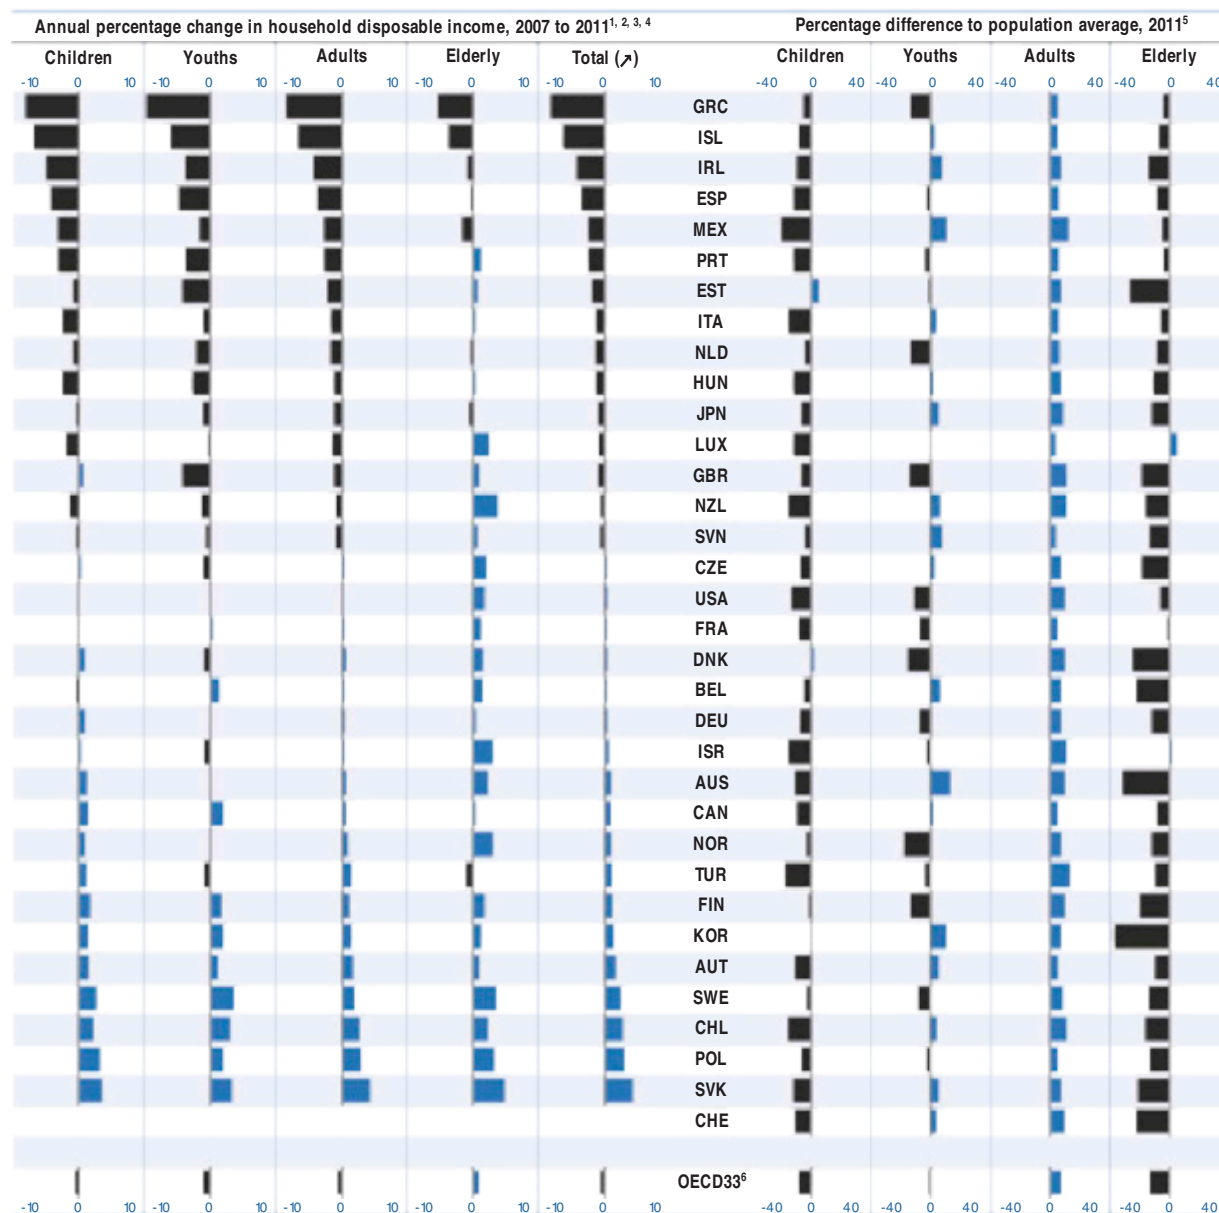 Annual percentage change in household disposable income, 2007 to 2011¹, ², ³, ⁴ Percentage difference to population average, 2011⁵
Children Youths Adults Elderly Total (↗) Children Youths Adults Elderly
-10 0 10 -10 0 10 -10 0 10 -10 0 10 -10 0 10 -40 0 40 -40 0 40 -40 0 40 -40 0 40
GRC
ISL
IRL
ESP
MEX
PRT
EST
ITA
NLD
HUN
JPN
LUX
GBR
NZL
SVN
CZE
USA
FRA
DNK
BEL
DEU
ISR
AUS
CAN
NOR
TUR
FIN
KOR
AUT
SWE
CHL
POL
SVK
CHE
OECD33⁶
-10 0 10 -10 0 10 -10 0 10 -10 0 10 -10 0 10 -40 0 40 -40 0 40 -40 0 40 -40 0 40